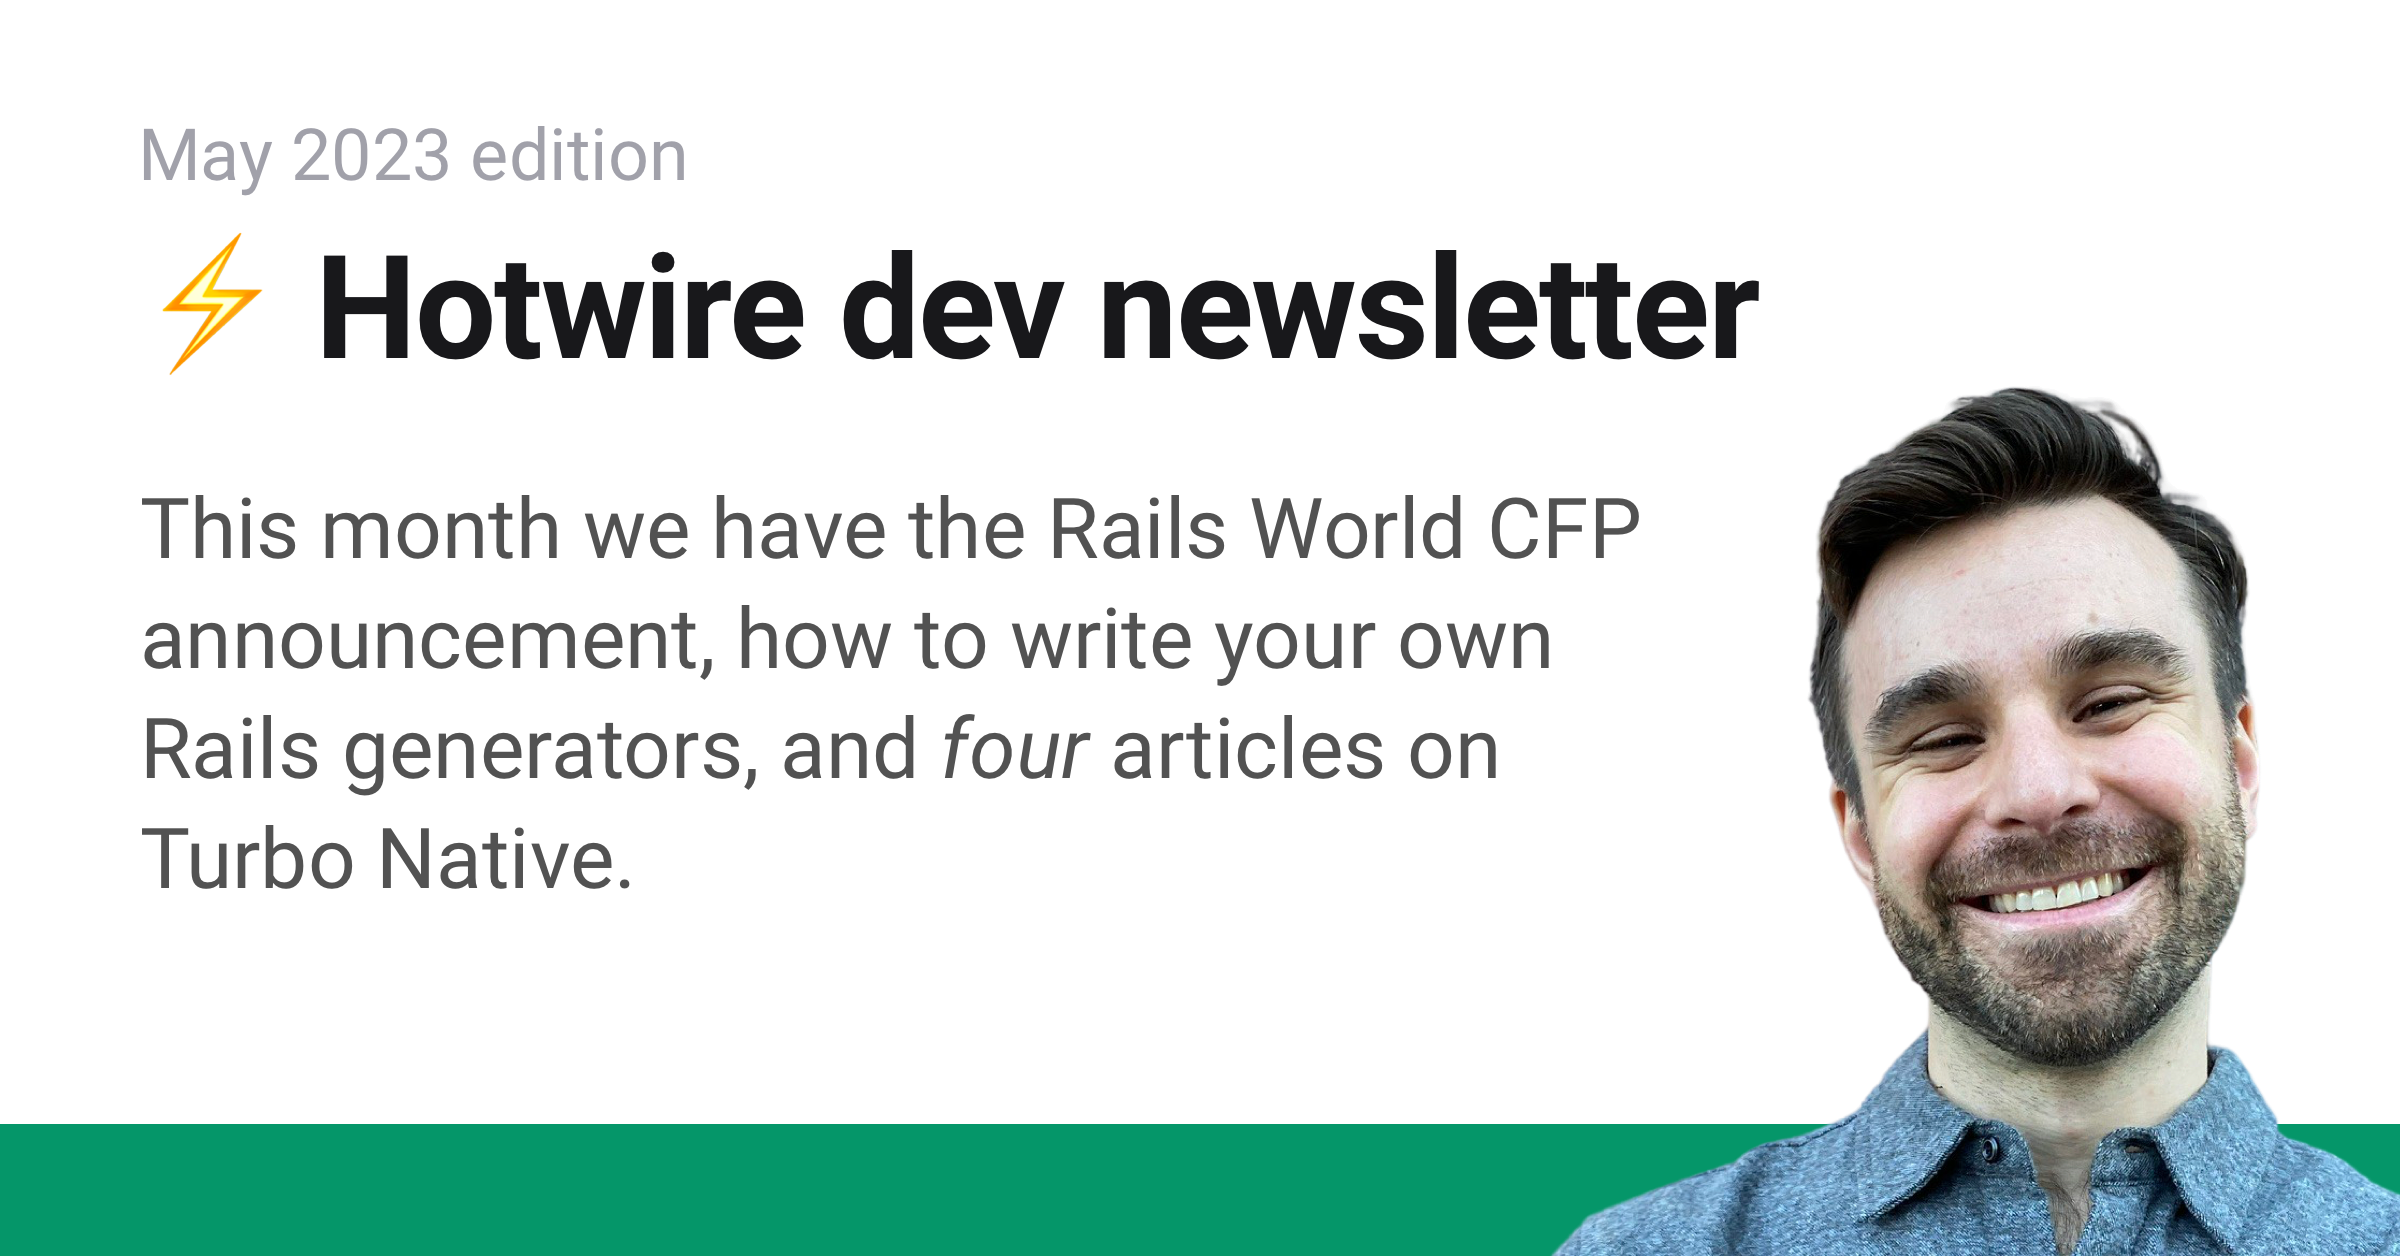 May 2023 edition
⚡ Hotwire dev newsletter
This month we have the Rails World CFP
announcement, how to write your own
Rails generators, and four articles on
Turbo Native.